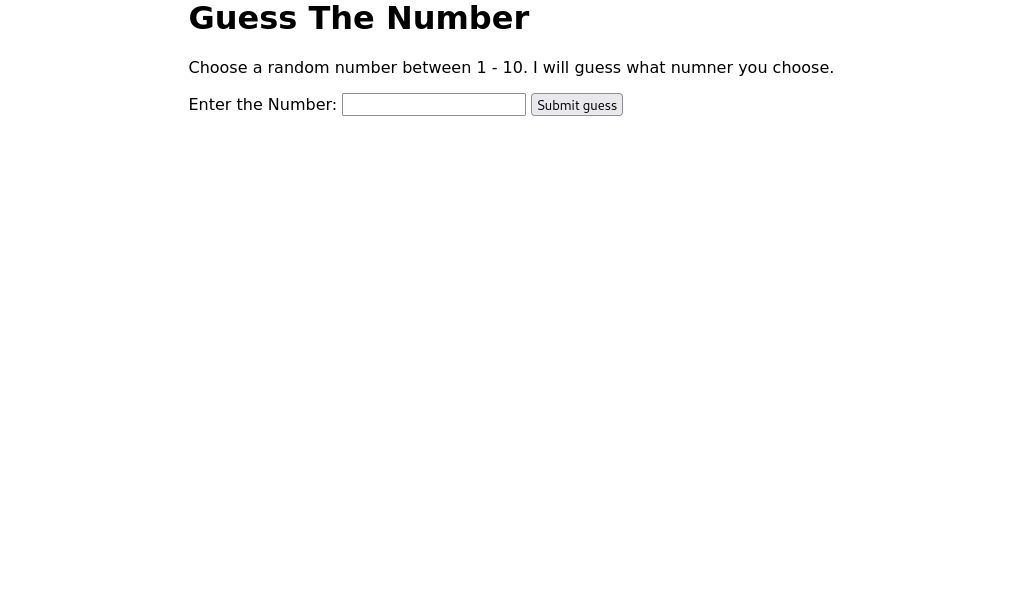 Guess The Number
Choose a random number between 1 - 10. I will guess what numner you choose.
Enter the Number: Submit guess